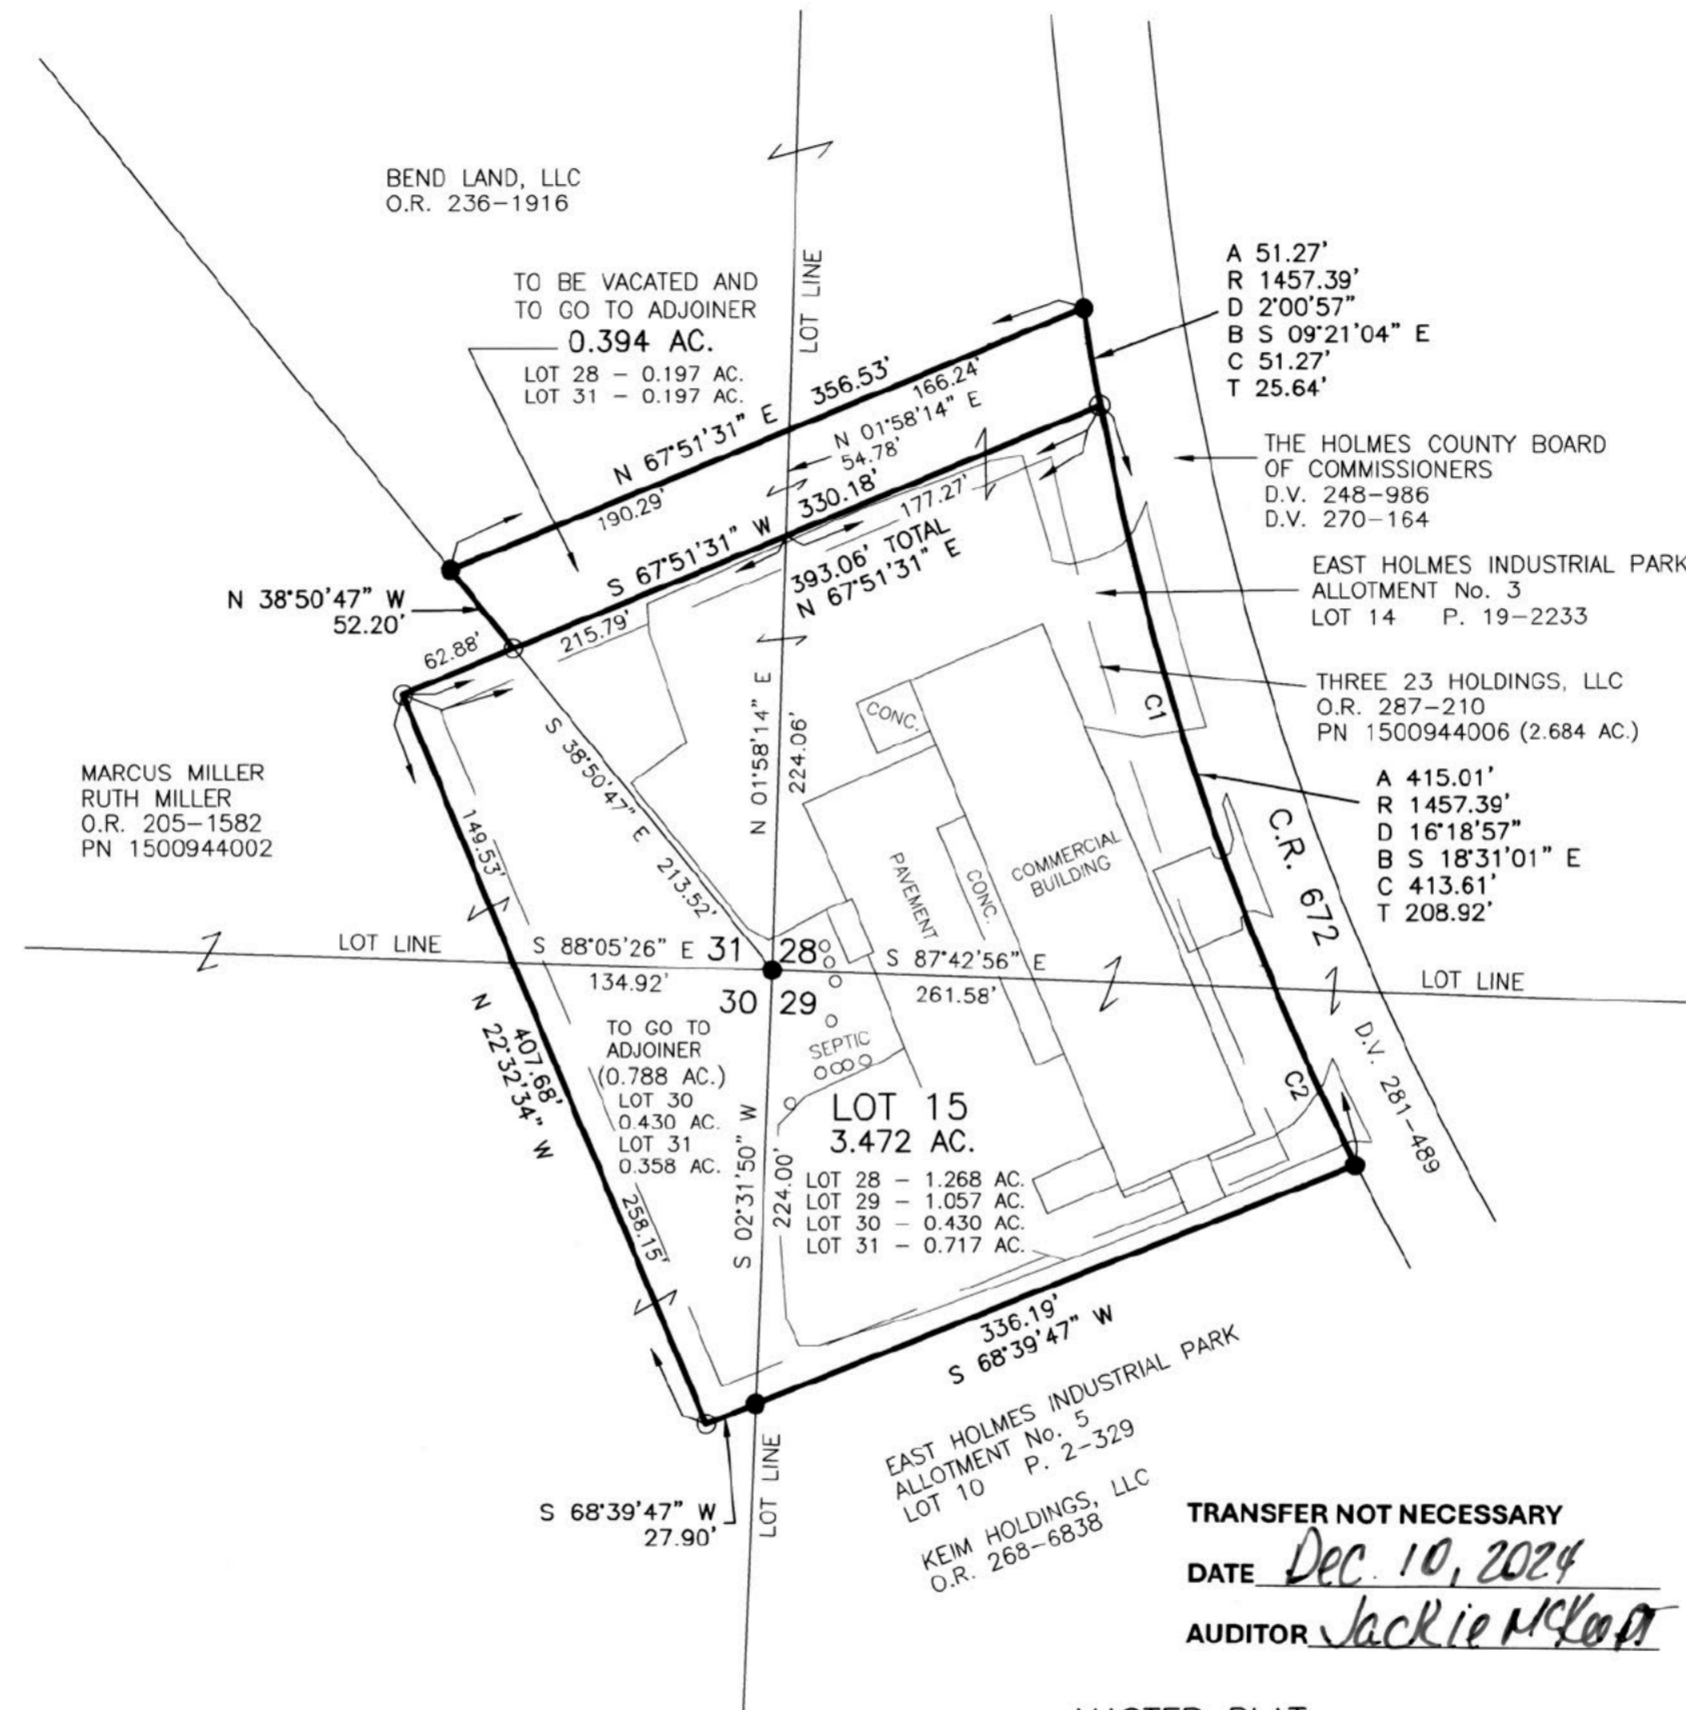 BEND LAND, LLC
O.R. 236-1916
TO BE VACATED AND
TO GO TO ADJOINER
0.394 AC.
LOT 28 - 0.197 AC.
LOT 31 - 0.197 AC.
LOT LINE
A 51.27'
R 1457.39'
D 2°00'57"
B S 09°21'04" E
C 51.27'
T 25.64'
N 67°51'31" E 356.53'
166.24'
190.29'
N 01°58'14" E
54.78'
S 67°51'31" W 330.18'
177.27'
215.79'
393.06' TOTAL
N 67°51'31" E
THE HOLMES COUNTY BOARD
OF COMMISSIONERS
D.V. 248-986
D.V. 270-164
EAST HOLMES INDUSTRIAL PARK
ALLOTMENT No. 3
LOT 14 P. 19-2233
N 38°50'47" W
52.20'
62.88'
THREE 23 HOLDINGS, LLC
O.R. 287-210
PN 1500944006 (2.684 AC.)
S 38°50'47" E 213.52'
N 01°58'14" E
224.06'
CONC.
C1
MARCUS MILLER
RUTH MILLER
O.R. 205-1582
PN 1500944002
A 415.01'
R 1457.39'
D 16°18'57"
B S 18°31'01" E
C 413.61'
T 208.92'
149.53'
PAVEMENT
CONC.
COMMERCIAL
BUILDING
C.R. 672
LOT LINE
S 88°05'26" E
134.92'
31
28
30
29
S 87°42'56" E
261.58'
LOT LINE
407.68'
N 22°32'34" W
TO GO TO
ADJOINER
(0.788 AC.)
LOT 30
0.430 AC.
LOT 31
0.358 AC.
SEPTIC
D.V. 281-489
C2
S 02°31'50" W
224.00'
LOT 15
3.472 AC.
LOT 28 - 1.268 AC.
LOT 29 - 1.057 AC.
LOT 30 - 0.430 AC.
LOT 31 - 0.717 AC.
258.15'
336.19'
S 68°39'47" W
EAST HOLMES INDUSTRIAL PARK
ALLOTMENT No. 5
LOT 10 P. 2-329
KEIM HOLDINGS, LLC
O.R. 268-6838
S 68°39'47" W
27.90'
LOT LINE
TRANSFER NOT NECESSARY
DATE Dec. 10, 2024
AUDITOR Jackie